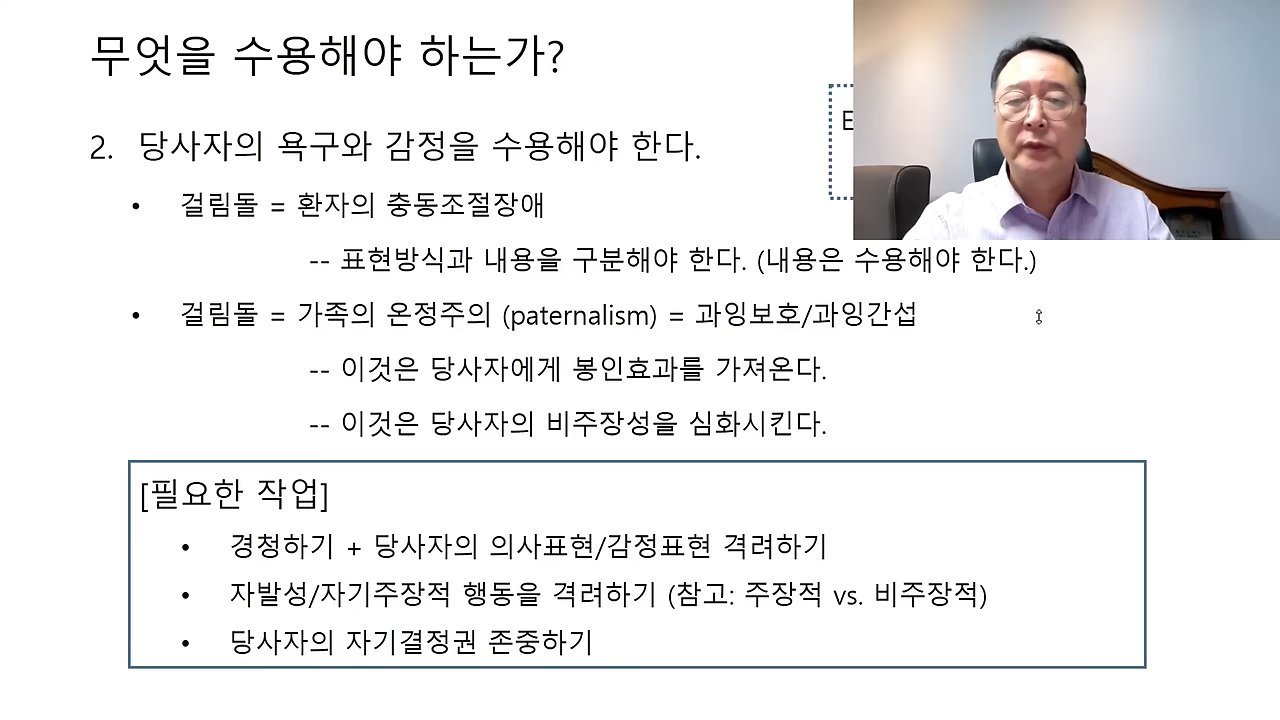 무엇을 수용해야 하는가?
2. 당사자의 욕구와 감정을 수용해야 한다.
• 걸림돌 = 환자의 충동조절장애
-- 표현방식과 내용을 구분해야 한다. (내용은 수용해야 한다.)
• 걸림돌 = 가족의 온정주의 (paternalism) = 과잉보호/과잉간섭
-- 이것은 당사자에게 봉인효과를 가져온다.
-- 이것은 당사자의 비주장성을 심화시킨다.
[필요한 작업]
• 경청하기 + 당사자의 의사표현/감정표현 격려하기
• 자발성/자기주장적 행동을 격려하기 (참고: 주장적 vs. 비주장적)
• 당사자의 자기결정권 존중하기